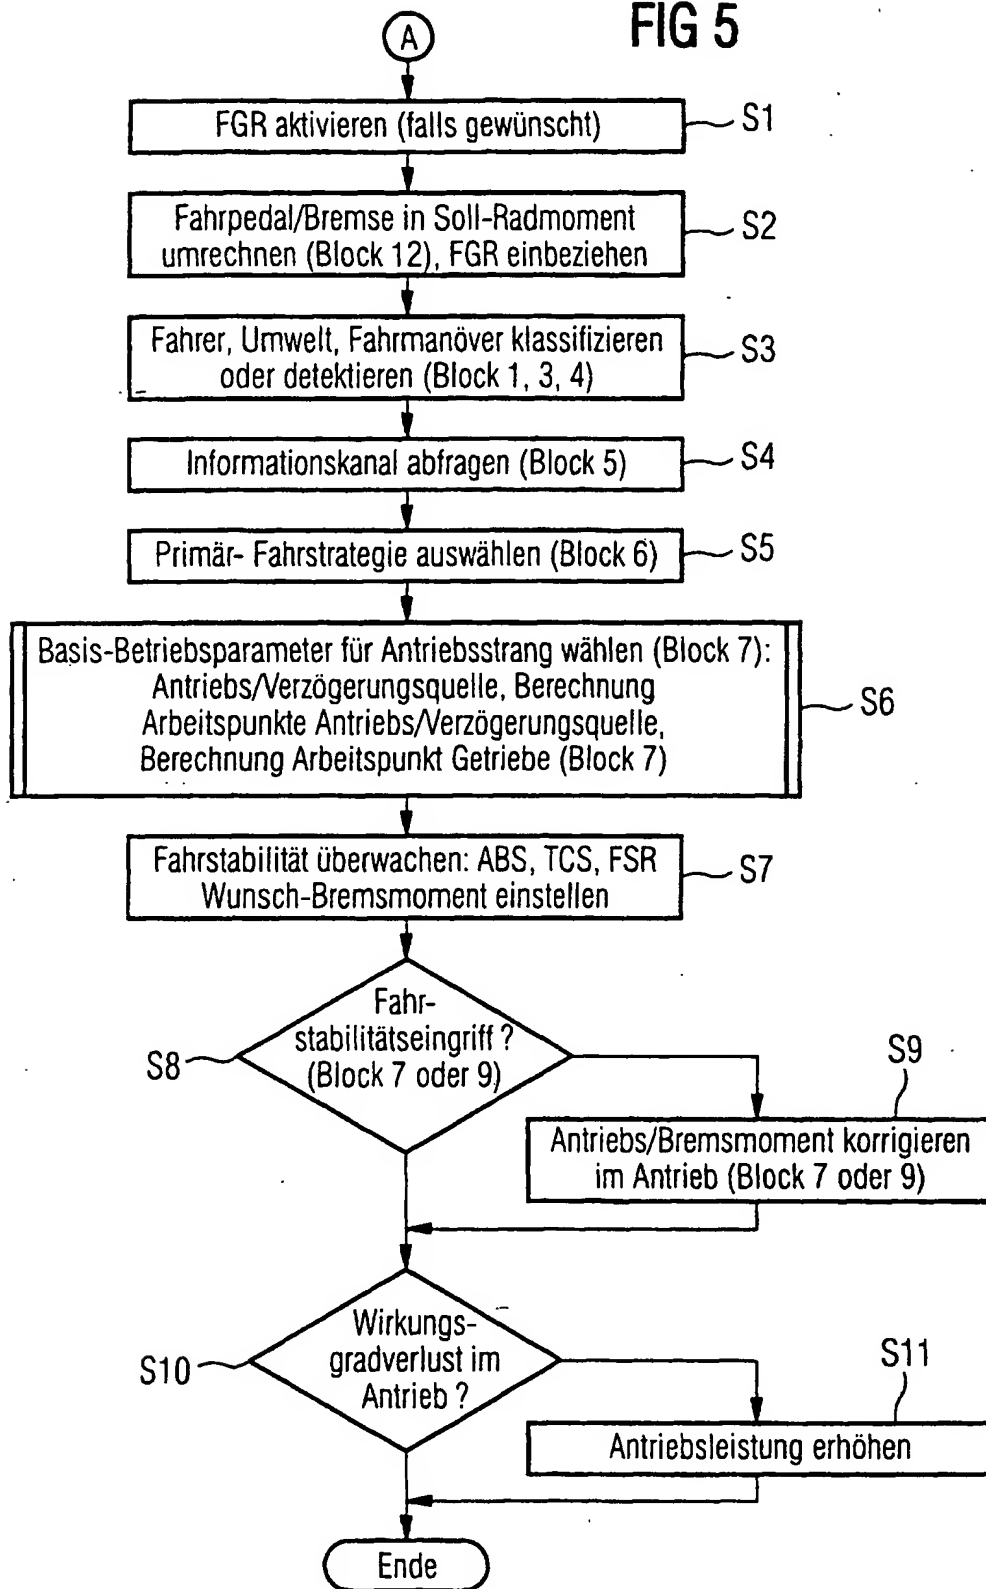 FIG 5
A
FGR aktivieren (falls gewünscht)
S1
Fahrpedal/Bremse in Soll-Radmoment
umrechnen (Block 12), FGR einbeziehen
S2
Fahrer, Umwelt, Fahrmanöver klassifizieren
oder detektieren (Block 1, 3, 4)
S3
Informationskanal abfragen (Block 5)
S4
Primär- Fahrstrategie auswählen (Block 6)
S5
Basis-Betriebsparameter für Antriebsstrang wählen (Block 7):
Antriebs/Verzögerungsquelle, Berechnung
Arbeitspunkte Antriebs/Verzögerungsquelle,
Berechnung Arbeitspunkt Getriebe (Block 7)
S6
Fahrstabilität überwachen: ABS, TCS, FSR
Wunsch-Bremsmoment einstellen
S7
Fahr-
stabilitätseingriff ?
(Block 7 oder 9)
S8
S9
Antriebs/Bremsmoment korrigieren
im Antrieb (Block 7 oder 9)
Wirkungs-
gradverlust im
Antrieb ?
S10
S11
Antriebsleistung erhöhen
Ende